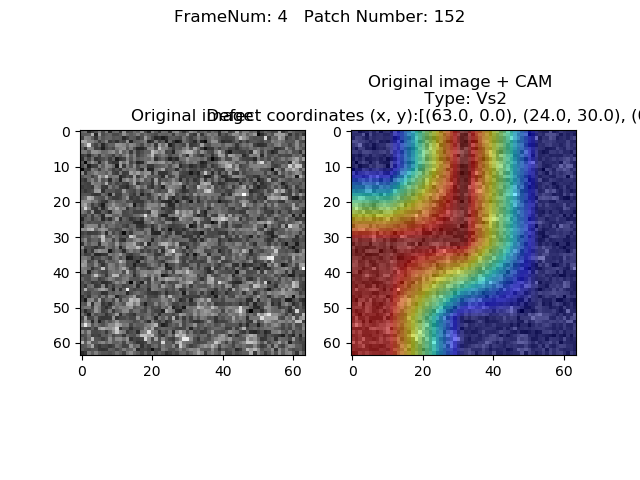 FrameNum: 4   Patch Number: 152
Original image + CAM
Type: Vs2
Original image
Defect coordinates (x, y):[(63.0, 0.0), (24.0, 30.0), (
0
10
20
30
40
50
60
0 20 40 60
0
10
20
30
40
50
60
0 20 40 60